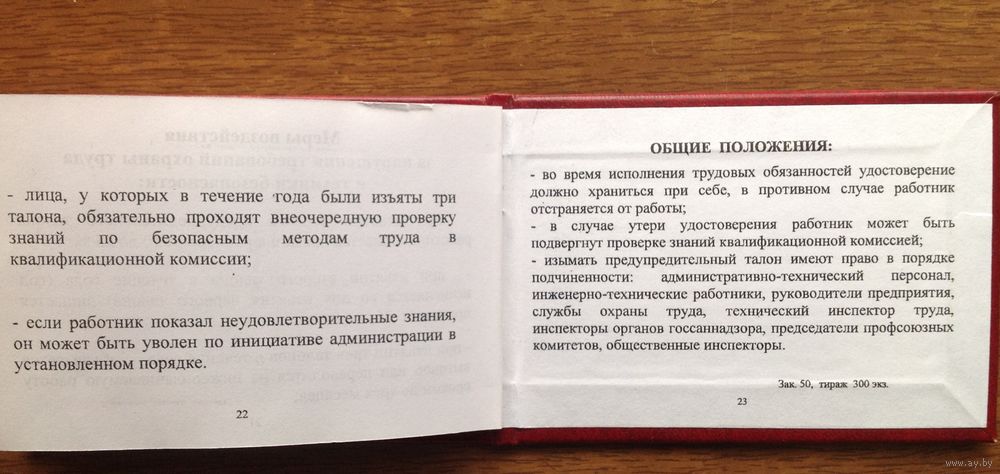 - лица, у которых в течение года были изъяты три
талона, обязательно проходят внеочередную проверку
знаний по безопасным методам труда в
квалификационной комиссии;
- если работник показал неудовлетворительные знания,
он может быть уволен по инициативе администрации в
установленном порядке.
22
ОБЩИЕ ПОЛОЖЕНИЯ:
- во время исполнения трудовых обязанностей удостоверение
должно храниться при себе, в противном случае работник
отстраняется от работы;
- в случае утери удостоверения работник может быть
подвергнут проверке знаний квалификационной комиссией;
- изымать предупредительный талон имеют право в порядке
подчиненности: административно-технический персонал,
инженерно-технические работники, руководители предприятия,
службы охраны труда, технический инспектор труда,
инспекторы органов госсаннадзора, председатели профсоюзных
комитетов, общественные инспекторы.
Зак. 50, тираж 300 экз.
23
www.ay.by